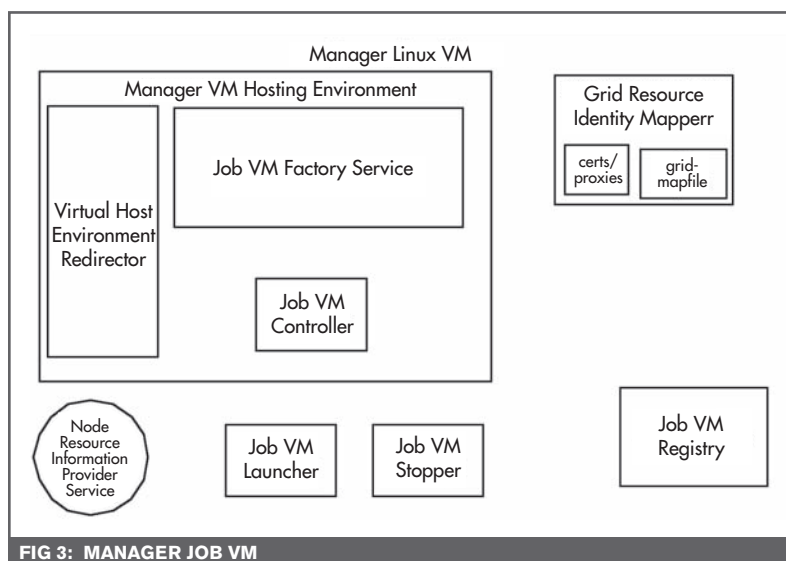 Manager Linux VM
Manager VM Hosting Environment
Virtual Host
Environment
Redirector
Job VM Factory Service
Job VM
Controller
Grid Resource
Identity Mapperr
certs/
proxies
grid-
mapfile
Node
Resource
Information
Provider
Service
Job VM
Launcher
Job VM
Stopper
Job VM
Registry
FIG 3: MANAGER JOB VM